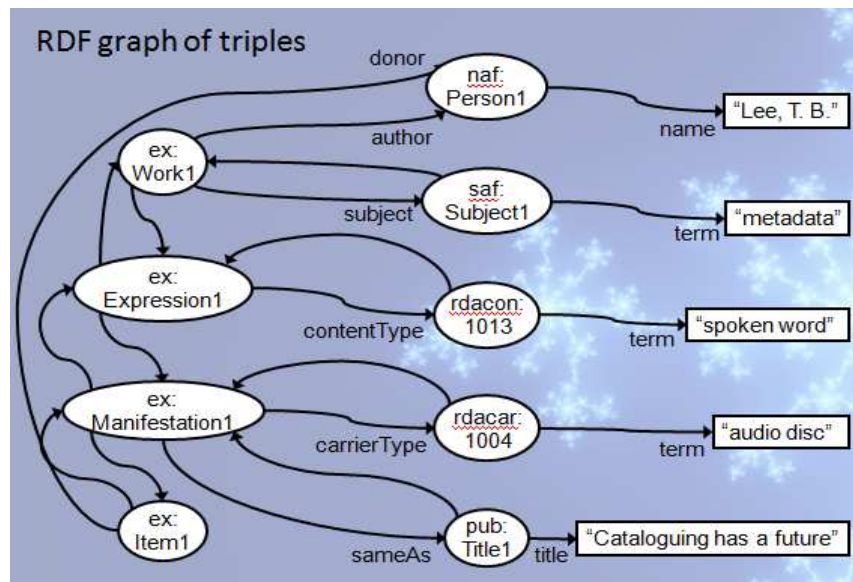 RDF graph of triples
donor
naf:
Person1
"Lee, T. B."
name
author
ex:
Work1
saf:
Subject1
subject
"metadata"
term
ex:
Expression1
rdacon:
1013
contentType
"spoken word"
term
ex:
Manifestation1
rdacar:
1004
carrierType
"audio disc"
term
ex:
Item1
pub:
Title1
sameAs
title
"Cataloguing has a future"